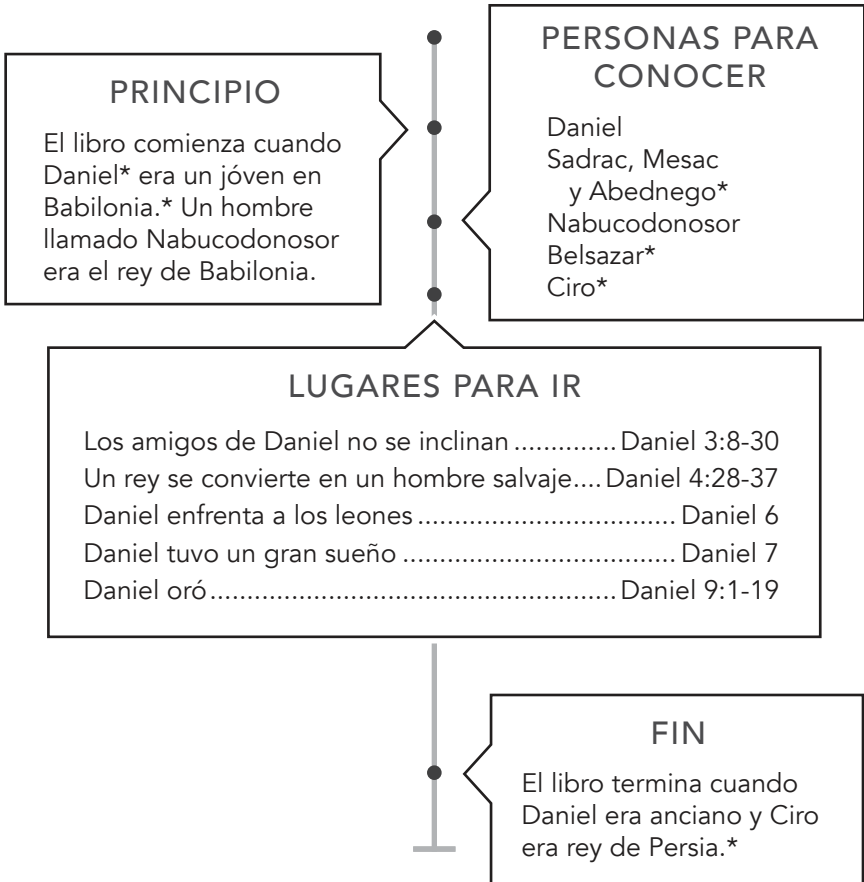 PRINCIPIO
El libro comienza cuando
Daniel* era un jóven en
Babilonia.* Un hombre
llamado Nabucodonosor
era el rey de Babilonia.
PERSONAS PARA
CONOCER
Daniel
Sadrac, Mesac
y Abednego*
Nabucodonosor
Belsazar*
Ciro*
LUGARES PARA IR
Los amigos de Daniel no se inclinan .............. Daniel 3:8-30
Un rey se convierte en un hombre salvaje.... Daniel 4:28-37
Daniel enfrenta a los leones .................................. Daniel 6
Daniel tuvo un gran sueño .................................... Daniel 7
Daniel oró..................................................... Daniel 9:1-19
FIN
El libro termina cuando
Daniel era anciano y Ciro
era rey de Persia.*